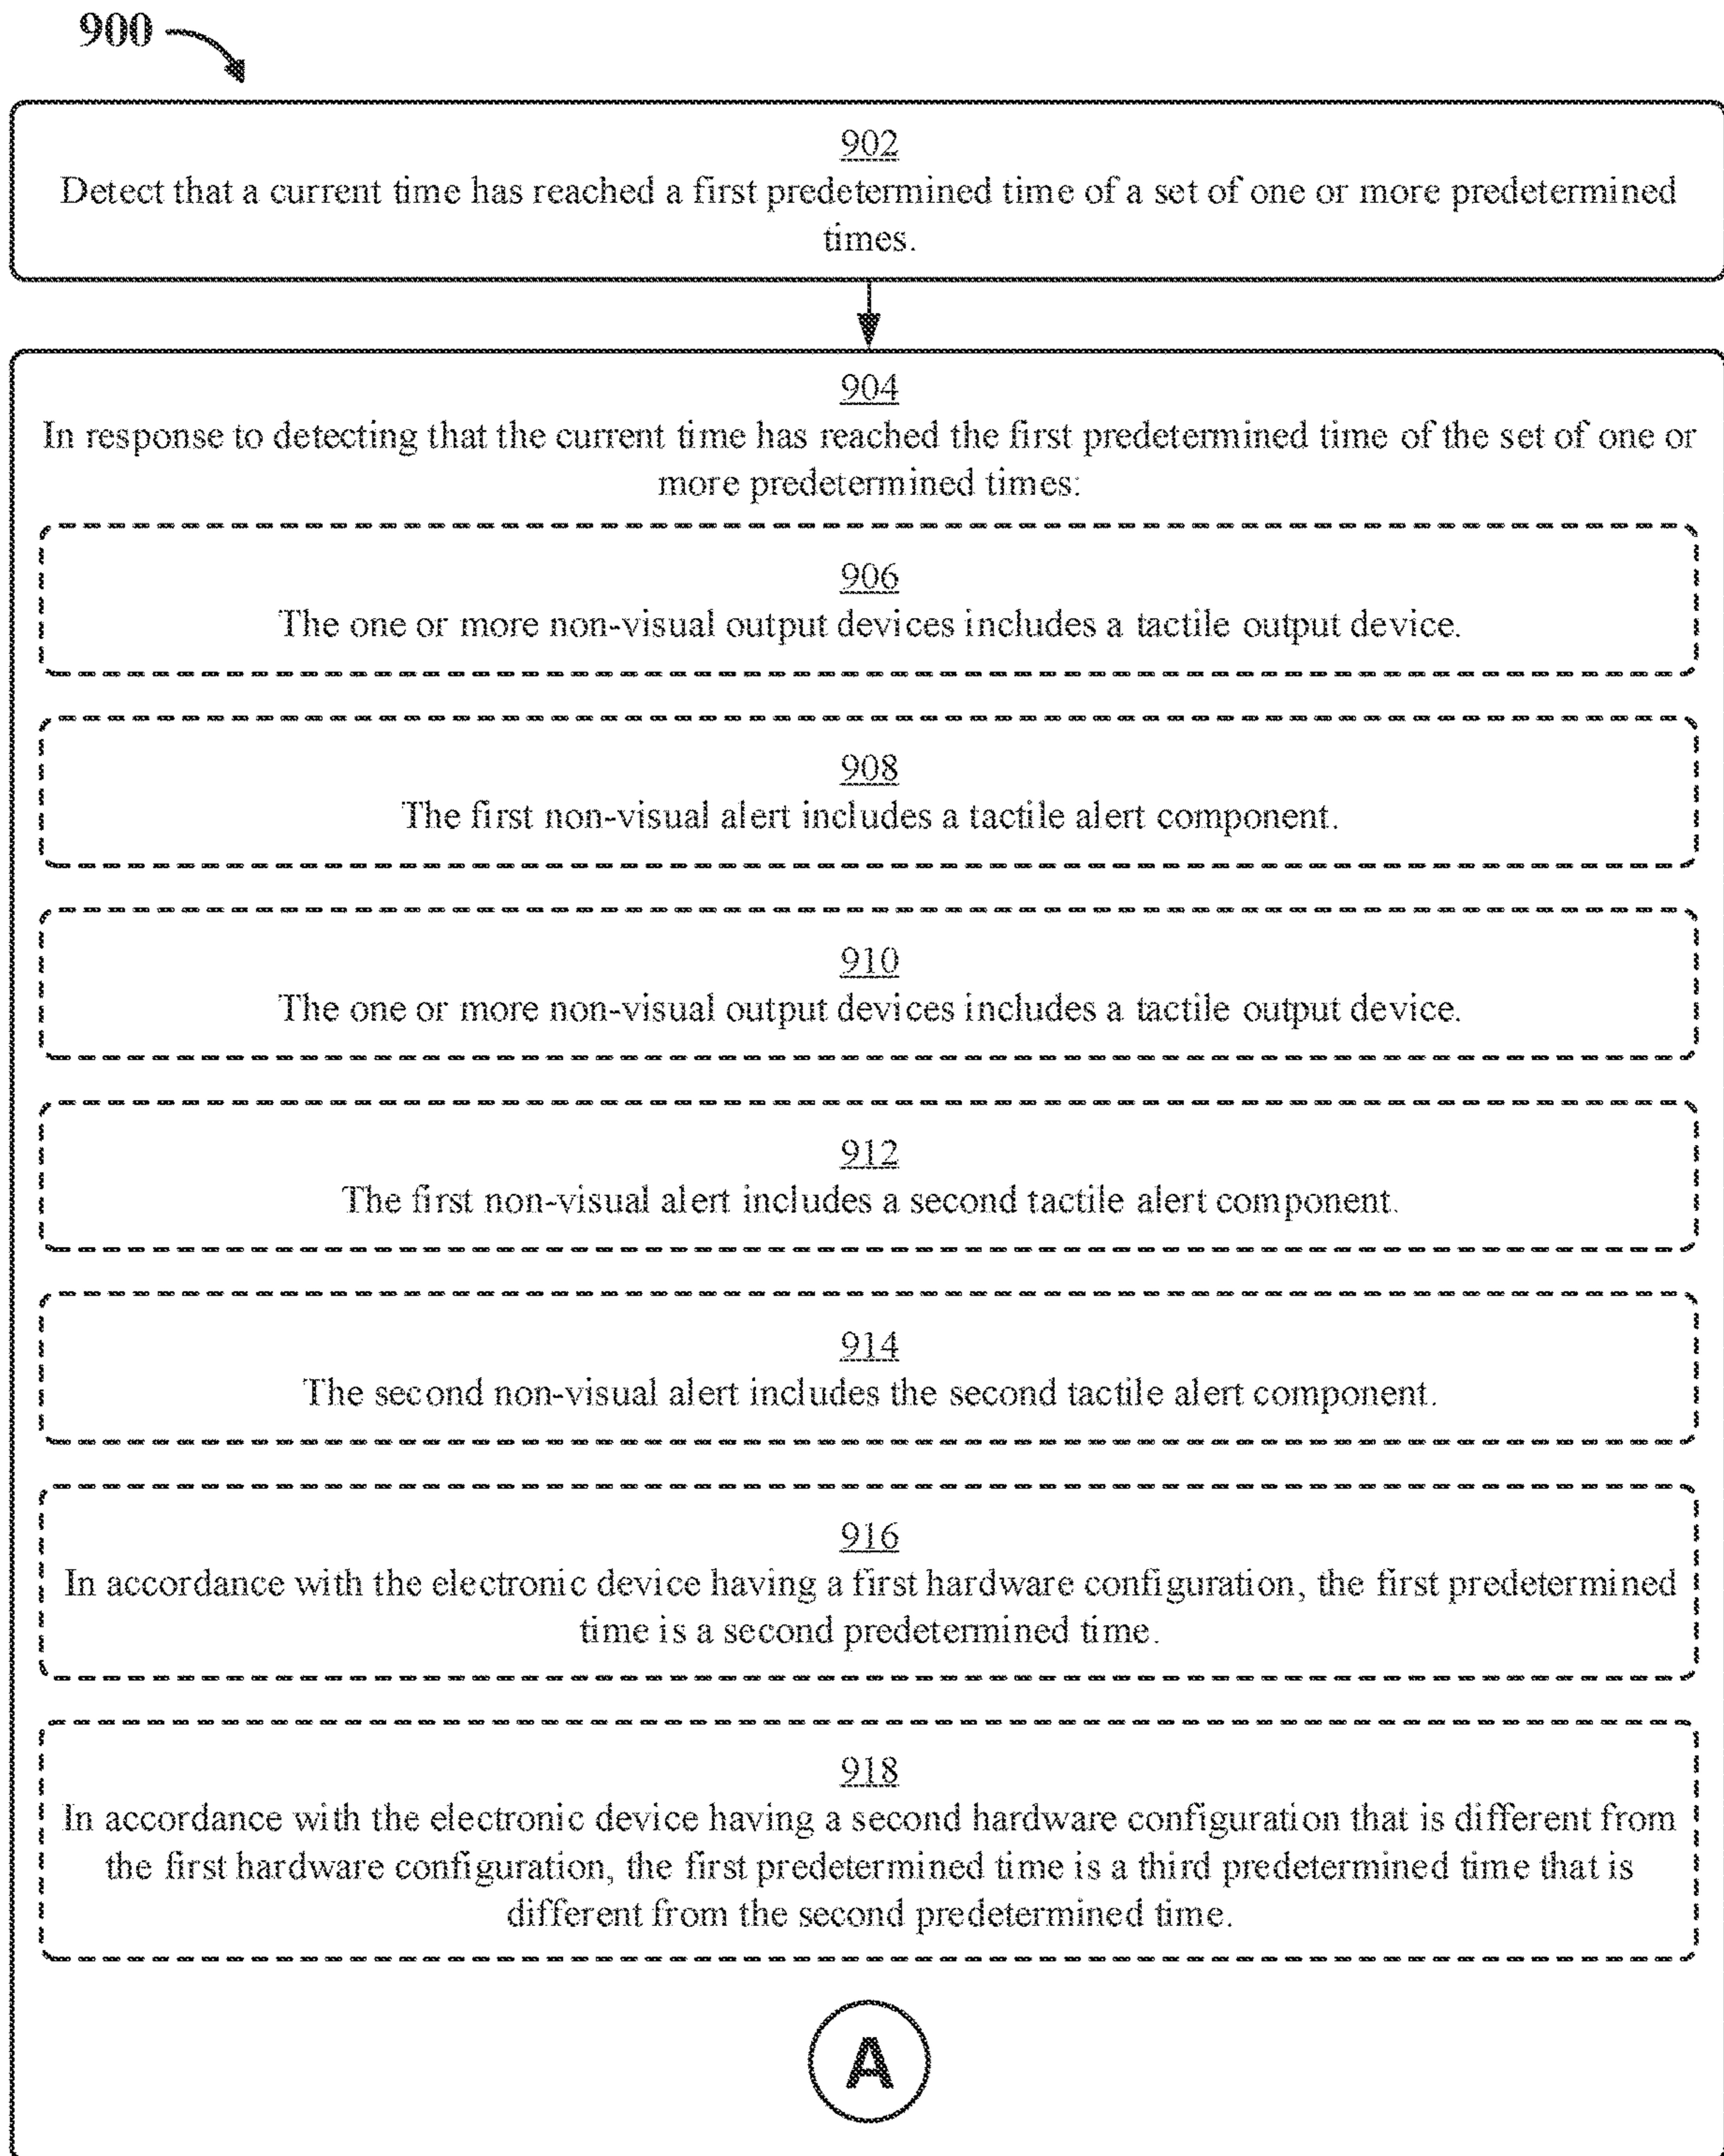 900
902
Detect that a current time has reached a first predetermined time of a set of one or more predetermined
times.
904
In response to detecting that the current time has reached the first predetermined time of the set of one or
more predetermined times:
906
The one or more non-visual output devices includes a tactile output device.
908
The first non-visual alert includes a tactile alert component.
910
The one or more non-visual output devices includes a tactile output device.
912
The first non-visual alert includes a second tactile alert component.
914
The second non-visual alert includes the second tactile alert component.
916
In accordance with the electronic device having a first hardware configuration, the first predetermined
time is a second predetermined time.
918
In accordance with the electronic device having a second hardware configuration that is different from
the first hardware configuration, the first predetermined time is a third predetermined time that is
different from the second predetermined time.
A